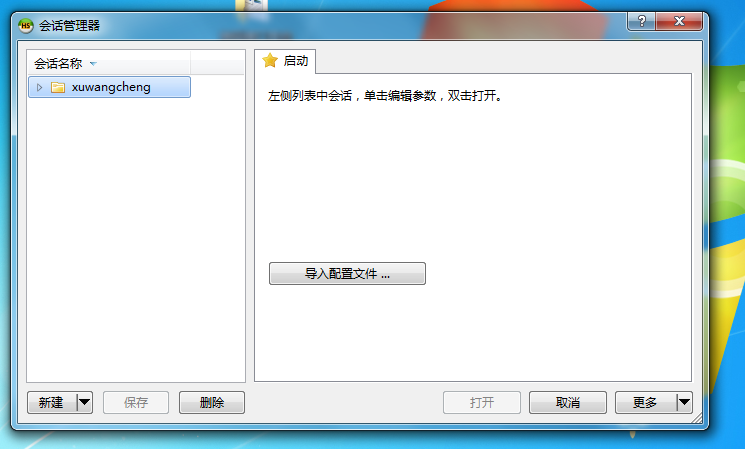 HS 会话管理器 ?
会话名称
xuwangcheng
启动
左侧列表中会话，单击编辑参数，双击打开。
导入配置文件 ...
新建 保存 删除 打开 取消 更多